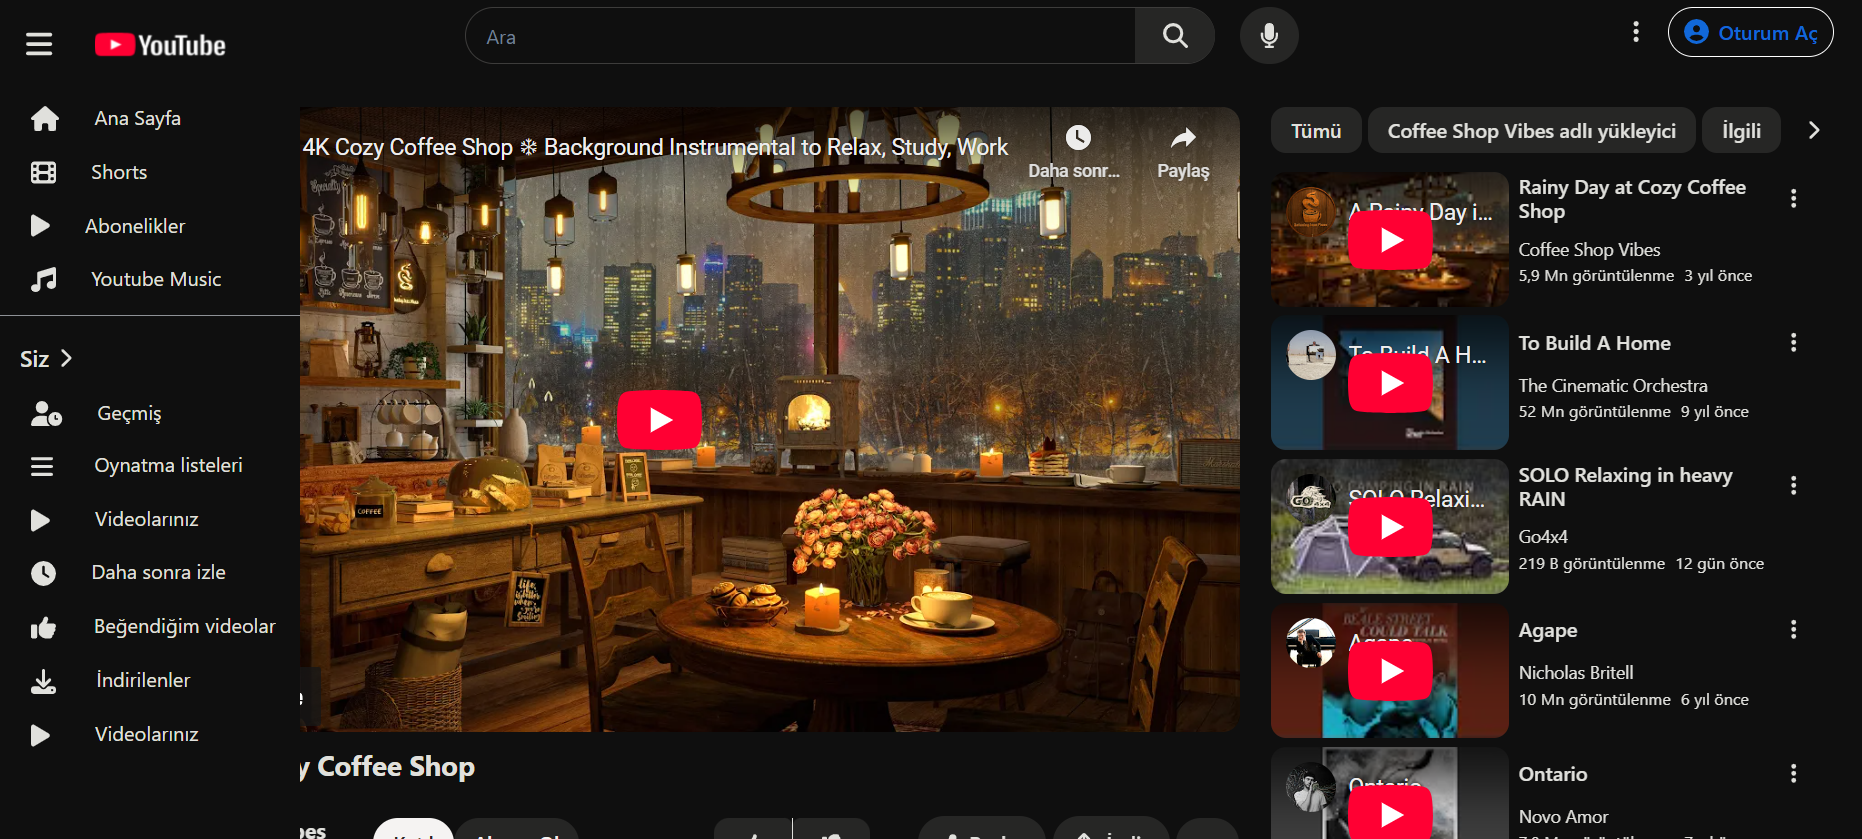 YouTube
Ara
Oturum Aç
Ana Sayfa
Shorts
Abonelikler
Youtube Music
Siz
Geçmiş
Oynatma listeleri
Videolarınız
Daha sonra izle
Beğendiğim videolar
İndirilenler
Videolarınız
4K Cozy Coffee Shop ❄ Background Instrumental to Relax, Study, Work
Daha sonr...
Paylaş
COFFEE
y Coffee Shop
Tümü
Coffee Shop Vibes adlı yükleyici
İlgili
A Rainy Day i...
Rainy Day at Cozy Coffee
Shop
Coffee Shop Vibes
5,9 Mn görüntülenme 3 yıl önce
To Build A H...
To Build A Home
The Cinematic Orchestra
52 Mn görüntülenme 9 yıl önce
SOLO Relaxi...
SOLO Relaxing in heavy
RAIN
Go4x4
219 B görüntülenme 12 gün önce
BEALE STREET
COULD TALK
Agape
Agape
Nicholas Britell
10 Mn görüntülenme 6 yıl önce
Ontario
Ontario
Novo Amor